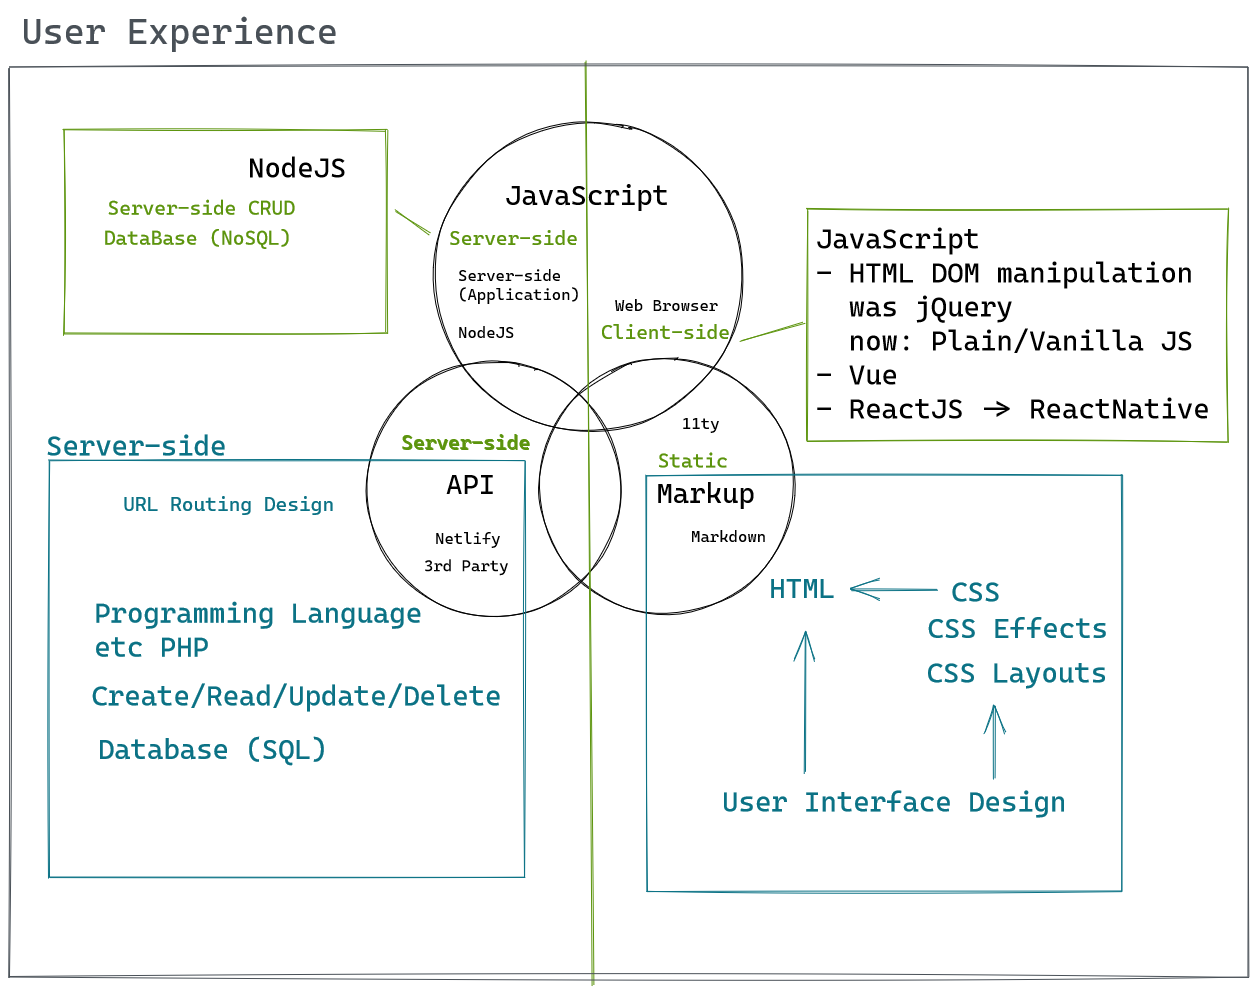 User Experience
NodeJS
Server-side CRUD
DataBase (NoSQL)
JavaScript
Server-side
Server-side
(Application)
NodeJS
Web Browser
Client-side
JavaScript
- HTML DOM manipulation
was jQuery
now: Plain/Vanilla JS
- Vue
- ReactJS → ReactNative
Server-side
API
Netlify
3rd Party
11ty
Static
Markup
Markdown
Server-side
URL Routing Design
Programming Language
etc PHP
Create/Read/Update/Delete
Database (SQL)
HTML
CSS
CSS Effects
CSS Layouts
User Interface Design